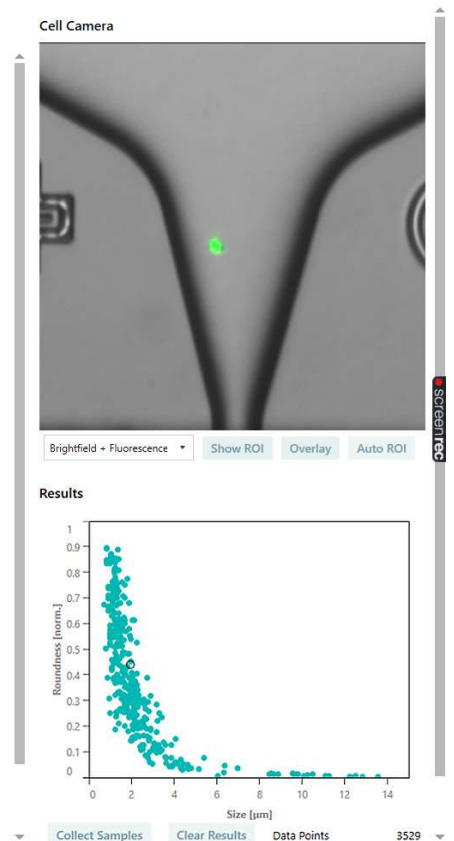 Cell Camera
Brightfield + Fluorescence
Show ROI
Overlay
Auto ROI
screenrec
Results
1
0.9
0.8
0.7
0.6
0.5
0.4
0.3
0.2
0.1
0
Roundness [norm.]
0 2 4 6 8 10 12 14
Size [µm]
Collect Samples
Clear Results
Data Points
3529